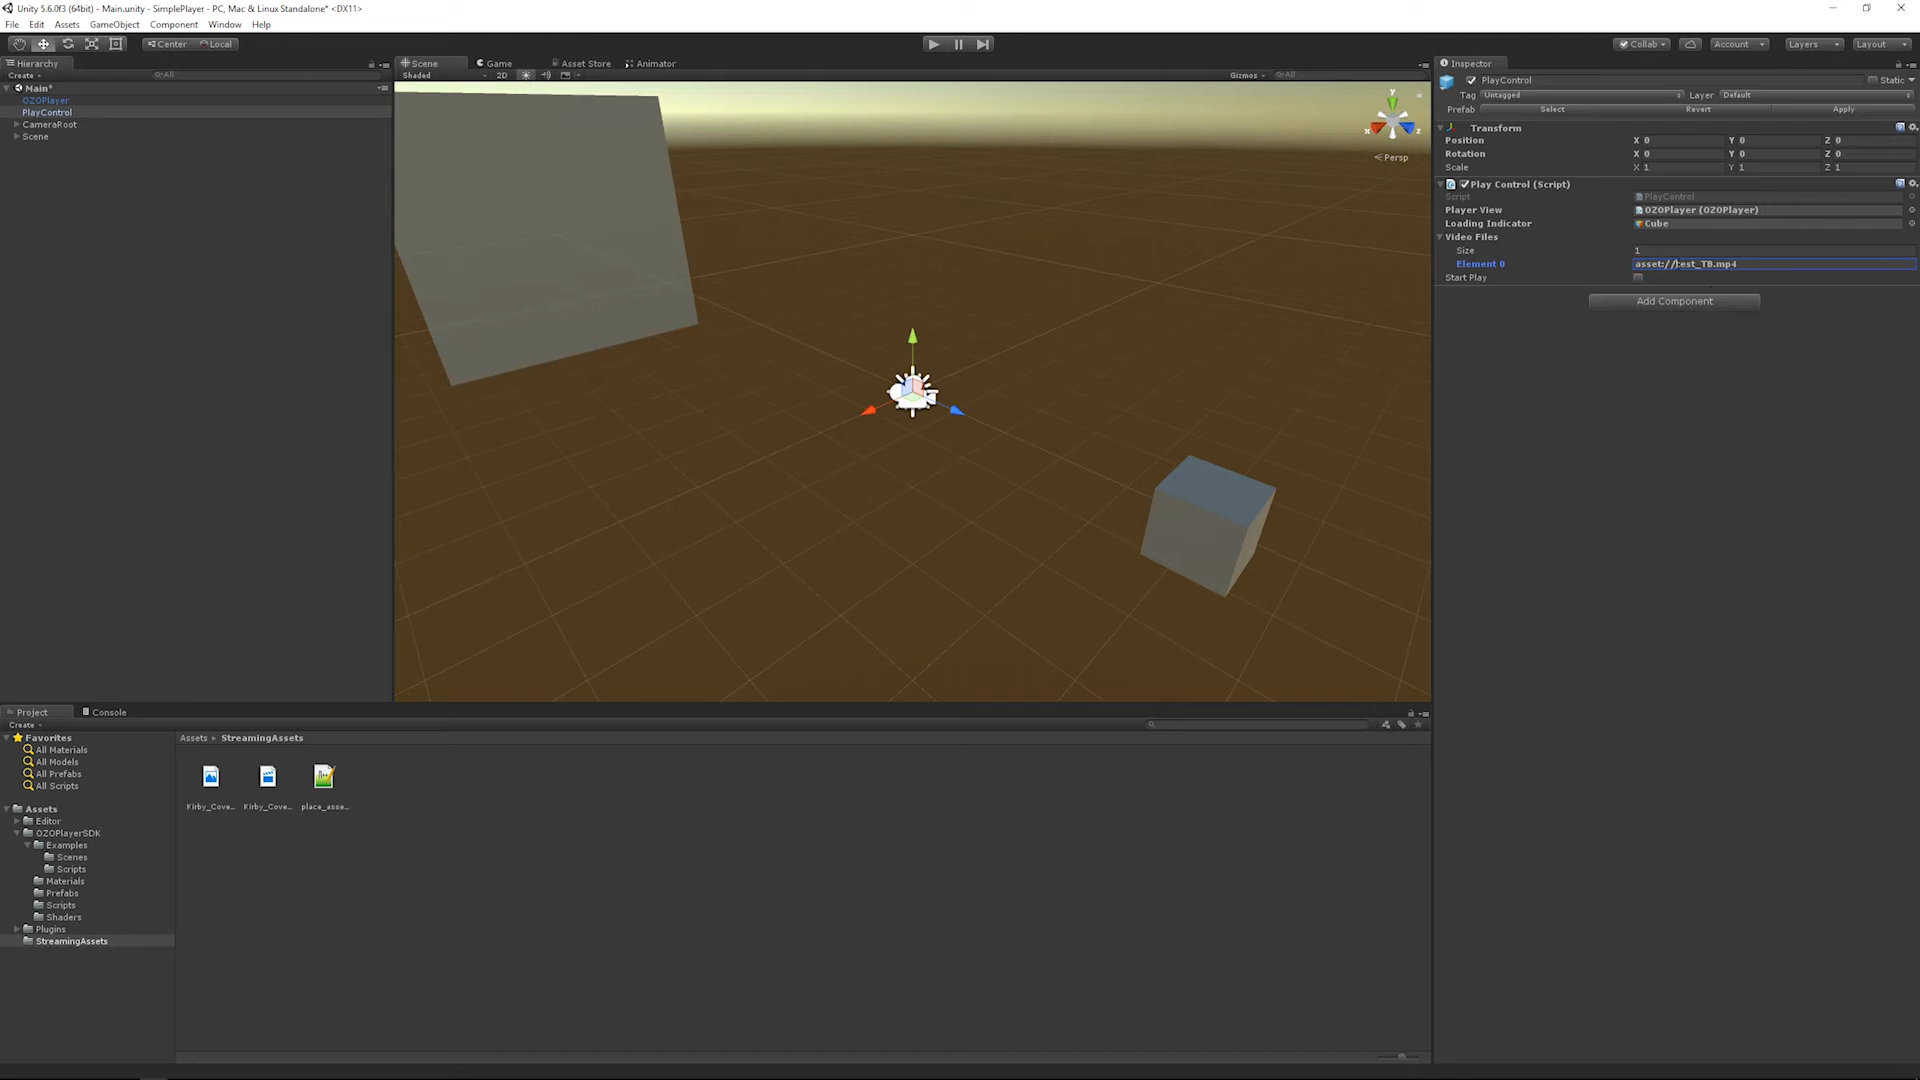 Unity 5.6.0f3 (64bit) - Main.unity - SimplePlayer - PC, Mac & Linux Standalone* <DX11>
File Edit Assets GameObject Component Window Help
Center Local Collab Account Layers Layout
Hierarchy
Create All
Main*
OZOPlayer
PlayControl
CameraRoot
Scene
Scene Game Asset Store Animator
Shaded 2D Gizmos All
y
x z
Persp
Inspector
PlayControl Static
Tag Untagged Layer Default
Prefab Select Revert Apply
Transform
Position X 0 Y 0 Z 0
Rotation X 0 Y 0 Z 0
Scale X 1 Y 1 Z 1
Play Control (Script)
Script PlayControl
Player View OZOPlayer (OZOPlayer)
Loading Indicator Cube
Video Files
Size 1
Element 0 asset://test_TB.mp4
Start Play
Add Component
Project Console
Create
Favorites
All Materials
All Models
All Prefabs
All Scripts
Assets
Editor
OZOPlayerSDK
Examples
Scenes
Scripts
Materials
Prefabs
Scripts
Shaders
Plugins
StreamingAssets
Assets StreamingAssets
Kirby_Cove... Kirby_Cove... place_asse...